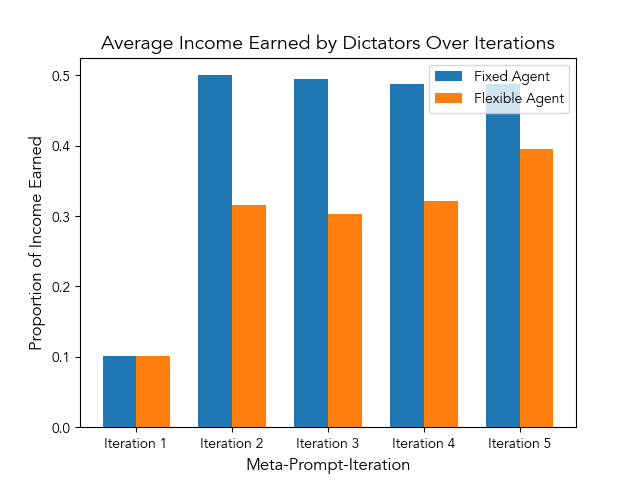 Average Income Earned by Dictators Over Iterations
Fixed Agent
Flexible Agent
Proportion of Income Earned
0.5
0.4
0.3
0.2
0.1
0.0
Iteration 1
Iteration 2
Iteration 3
Iteration 4
Iteration 5
Meta-Prompt-Iteration